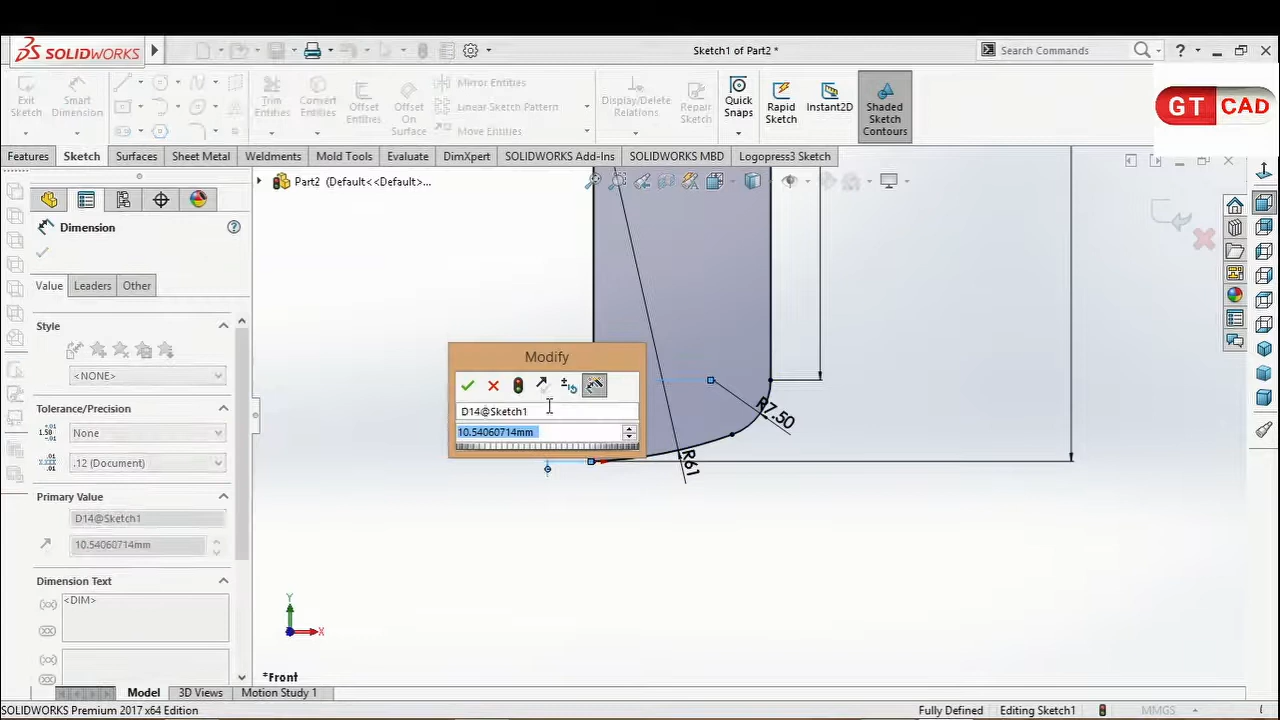 SOLIDWORKS
Sketch1 of Part2 *
Search Commands
?
Exit Sketch
Smart Dimension
Trim Entities
Convert Entities
Offset Entities
Offset On Surface
Mirror Entities
Linear Sketch Pattern
Move Entities
Display/Delete Relations
Repair Sketch
Quick Snaps
Rapid Sketch
Instant2D
Shaded Sketch Contours
GT CAD
Features
Sketch
Surfaces
Sheet Metal
Weldments
Mold Tools
Evaluate
DimXpert
SOLIDWORKS Add-Ins
SOLIDWORKS MBD
Logopress3 Sketch
Part2 (Default<<Default>...
Dimension
Value
Leaders
Other
Style
<NONE>
Tolerance/Precision
None
.12 (Document)
Primary Value
D14@Sketch1
10.54060714mm
Dimension Text
<DIM>
Modify
D14@Sketch1
10.54060714mm
R7.50
R61
Y
X
*Front
Model
3D Views
Motion Study 1
SOLIDWORKS Premium 2017 x64 Edition
Fully Defined
Editing Sketch1
MMGS